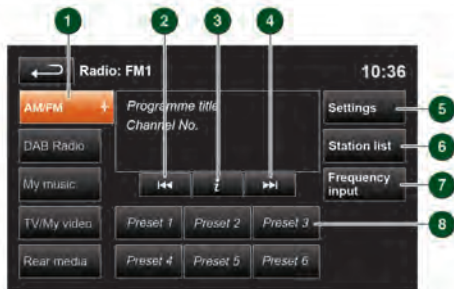 1 2 3 4
Radio: FM1 10:36
AM/FM Programme title Settings 5
Channel No.
DAB Radio Station list 6
My music i Frequency input 7
TV/My video Preset 1 Preset 2 Preset 3 8
Rear media Preset 4 Preset 5 Preset 6